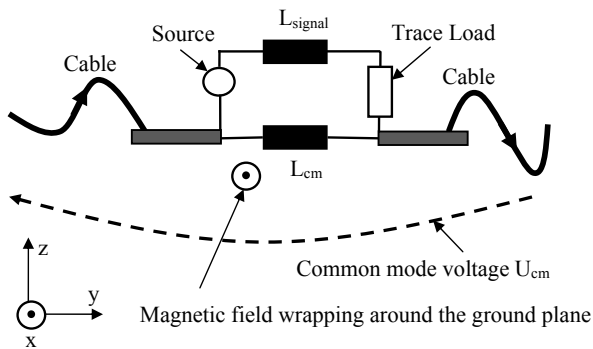 L_signal
Source
Trace Load
Cable
Cable
L_cm
z
Common mode voltage U_cm
y
Magnetic field wrapping around the ground plane
x